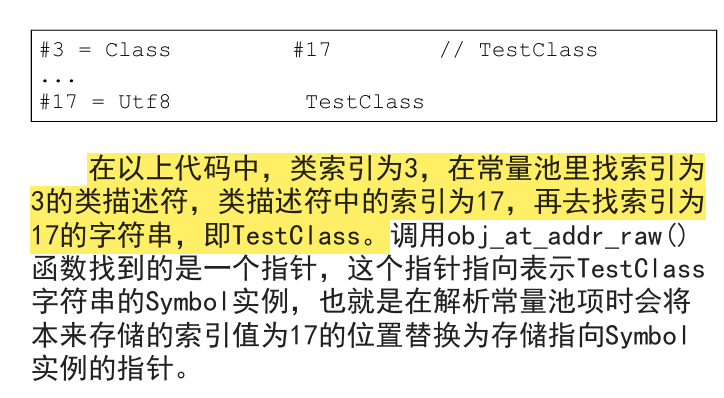 #3 = Class #17 // TestClass
...
#17 = Utf8 TestClass
在以上代码中，类索引为3，在常量池里找索引为
3的类描述符，类描述符中的索引为17，再去找索引为
17的字符串，即TestClass。调用obj_at_addr_raw()
函数找到的是一个指针，这个指针指向表示TestClass
字符串的Symbol实例，也就是在解析常量池项时会将
本来存储的索引值为17的位置替换为存储指向Symbol
实例的指针。